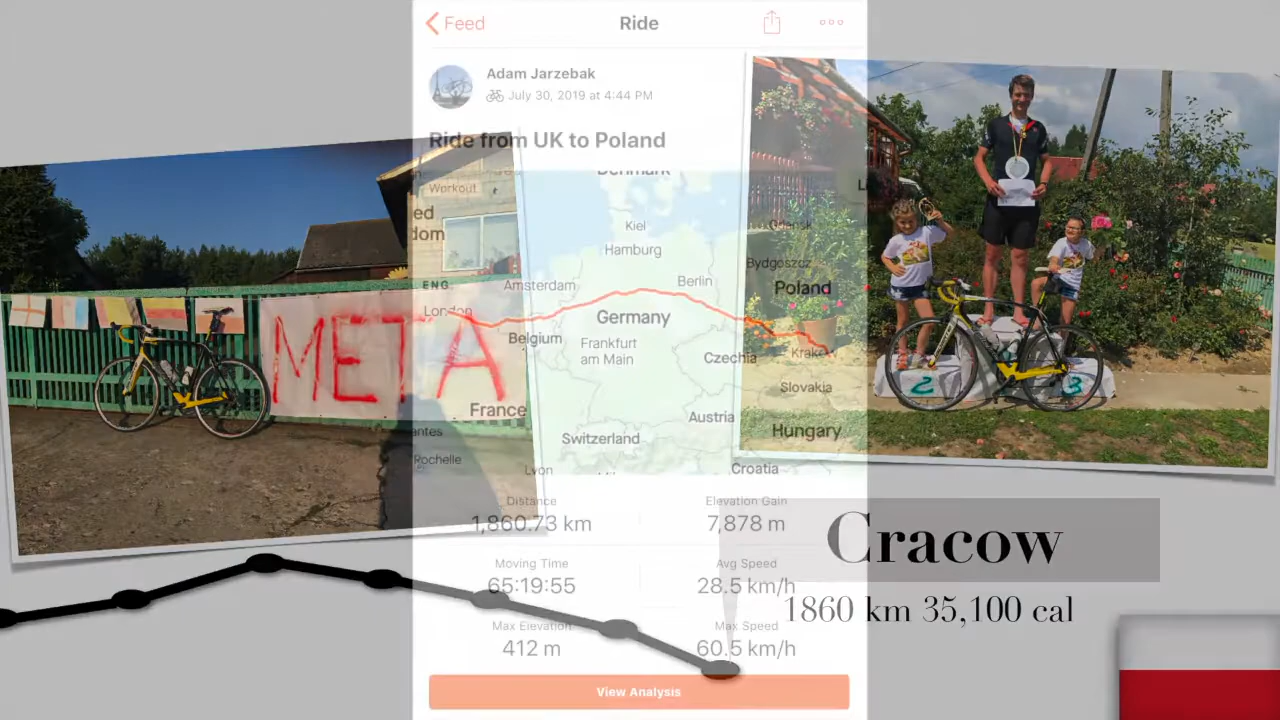 Feed
Ride
Adam Jarzebak
July 30, 2019 at 4:44 PM
Ride from UK to Poland
Workout
Denmark
Kiel
Gdansk
Hamburg
ENG
Amsterdam
Berlin
Bydgoszcz
Poland
London
META
Germany
Belgium
Frankfurt
am Main
Czechia
Slovakia
France
Austria
Switzerland
Hungary
Rochelle
Lyon
Croatia
2
3
Distance
1,860.73 km
Elevation Gain
7,878 m
Moving Time
65:19:55
Avg Speed
28.5 km/h
Max Elevation
412 m
Max Speed
60.5 km/h
View Analysis
Cracow
1860 km 35,100 cal